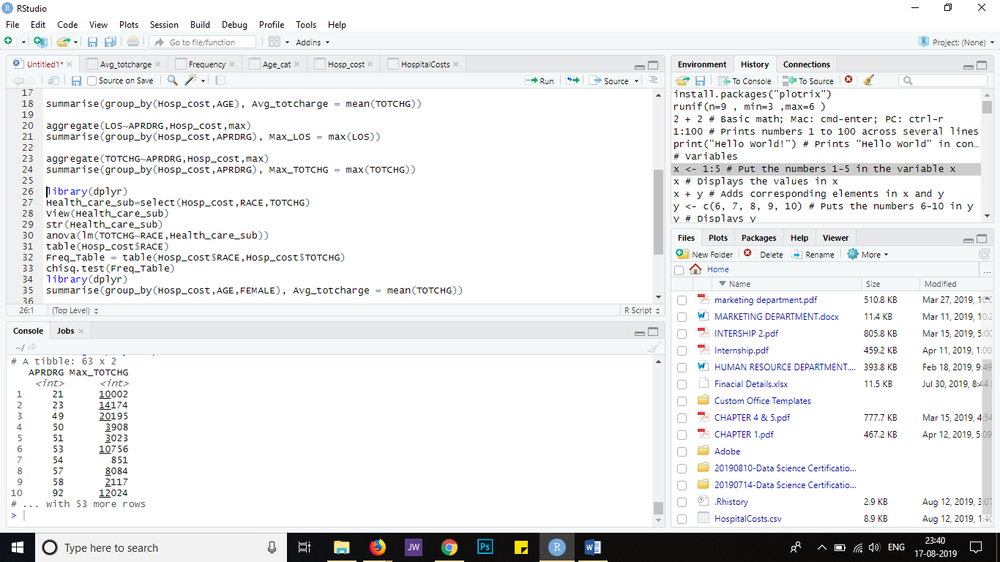 RStudio
File Edit Code View Plots Session Build Debug Profile Tools Help
Go to file/function Addins Project: (None)
Untitled1* Avg_totcharge Frequency Age_cat Hosp_cost HospitalCosts
Source on Save Run Source
17
18 summarise(group_by(Hosp_cost,AGE), Avg_totcharge = mean(TOTCHG))
19
20 aggregate(LOS~APRDRG,Hosp_cost,max)
21 summarise(group_by(Hosp_cost,APRDRG), Max_LOS = max(LOS))
22
23 aggregate(TOTCHG~APRDRG,Hosp_cost,max)
24 summarise(group_by(Hosp_cost,APRDRG), Max_TOTCHG = max(TOTCHG))
25
26 library(dplyr)
27 Health_care_sub=select(Hosp_cost,RACE,TOTCHG)
28 View(Health_care_sub)
29 str(Health_care_sub)
30 anova(lm(TOTCHG~RACE,Health_care_sub))
31 table(Hosp_cost$RACE)
32 Freq_Table = table(Hosp_cost$RACE,Hosp_cost$TOTCHG)
33 chisq.test(Freq_Table)
34 library(dplyr)
35 summarise(group_by(Hosp_cost,AGE,FEMALE), Avg_totcharge = mean(TOTCHG))
36
26:1 (Top Level) R Script
Console Jobs
~/
# A tibble: 63 x 2
APRDRG Max_TOTCHG
<int> <int>
1 21 10002
2 23 14174
3 49 20195
4 50 3908
5 51 3023
6 53 10756
7 54 851
8 57 8084
9 58 2117
10 92 12024
# ... with 53 more rows
>
Environment History Connections
To Console To Source
install.packages("plotrix")
runif(n=9 , min=3 ,max=6 )
2 + 2 # Basic math; Mac: cmd-enter; PC: ctrl-r
1:100 # Prints numbers 1 to 100 across several lines
print("Hello World!") # Prints "Hello World" in con…
# Variables
x <- 1:5 # Put the numbers 1-5 in the variable x
x # Displays the values in x
x + y # Adds corresponding elements in x and y
y <- c(6, 7, 8, 9, 10) # Puts the numbers 6-10 in y
y # Displays y
Files Plots Packages Help Viewer
New Folder Delete Rename More
Home ...
Name Size Modified
marketing department.pdf 510.8 KB Mar 27, 2019, 10:0
MARKETING DEPARTMENT.docx 11.4 KB Mar 11, 2019, 10:2
INTERSHIP 2.pdf 805.8 KB Mar 15, 2019, 5:00
Internship.pdf 459.2 KB Apr 11, 2019, 1:00
HUMAN RESOURCE DEPARTMENT.... 393.8 KB Feb 18, 2019, 9:49
Finacial Details.xlsx 11.5 KB Jul 30, 2019, 8:44
Custom Office Templates
CHAPTER 4 & 5.pdf 777.7 KB Mar 15, 2019, 4:54
CHAPTER 1.pdf 467.2 KB Apr 12, 2019, 5:09
Adobe
20190810-Data Science Certificatio...
20190714-Data Science Certificatio...
.Rhistory 2.9 KB Aug 12, 2019, 3:07
HospitalCosts.csv 8.9 KB Aug 12, 2019, 1:10
Type here to search JW Ps R W ENG 23:40
17-08-2019